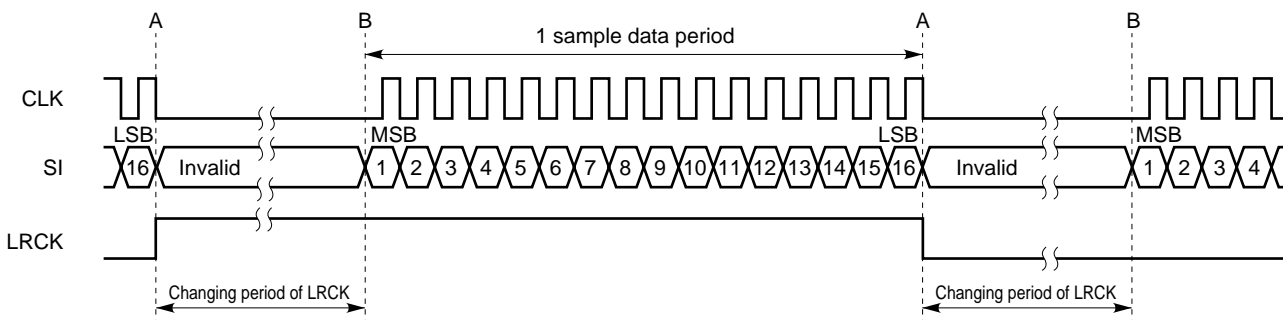 A B A B
1 sample data period
CLK
LSB MSB LSB MSB
SI 16 Invalid 1 2 3 4 5 6 7 8 9 10 11 12 13 14 15 16 Invalid 1 2 3 4
LRCK
Changing period of LRCK Changing period of LRCK